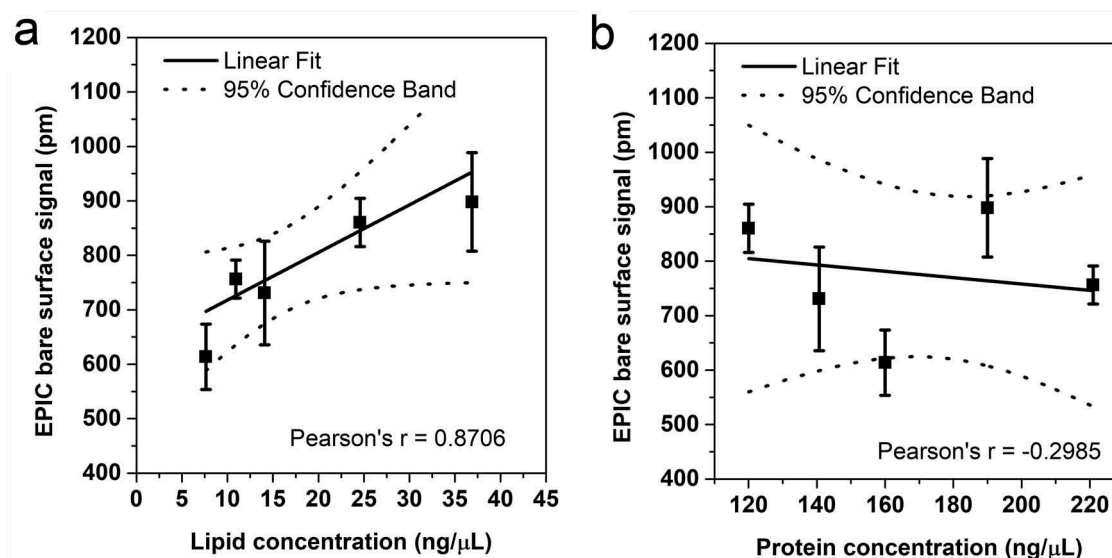 a
1200
1100
1000
900
800
700
600
500
400
EPIC bare surface signal (pm)
Linear Fit
95% Confidence Band
Pearson's r = 0.8706
0 5 10 15 20 25 30 35 40 45
Lipid concentration (ng/μL)
b
1200
1100
1000
900
800
700
600
500
400
EPIC bare surface signal (pm)
Linear Fit
95% Confidence Band
Pearson's r = -0.2985
120 140 160 180 200 220
Protein concentration (ng/μL)